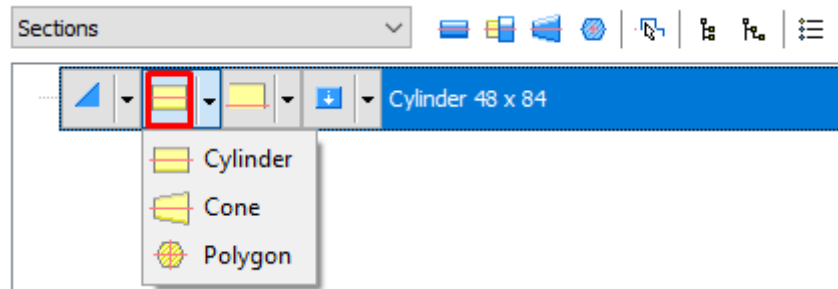 Sections
Cylinder 48 x 84
Cylinder
Cone
Polygon